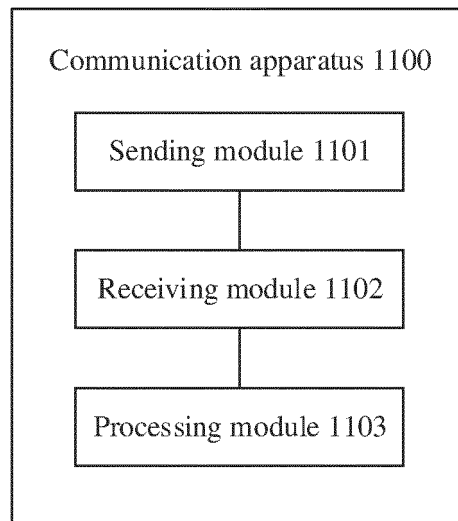 Communication apparatus 1100
Sending module 1101
Receiving module 1102
Processing module 1103